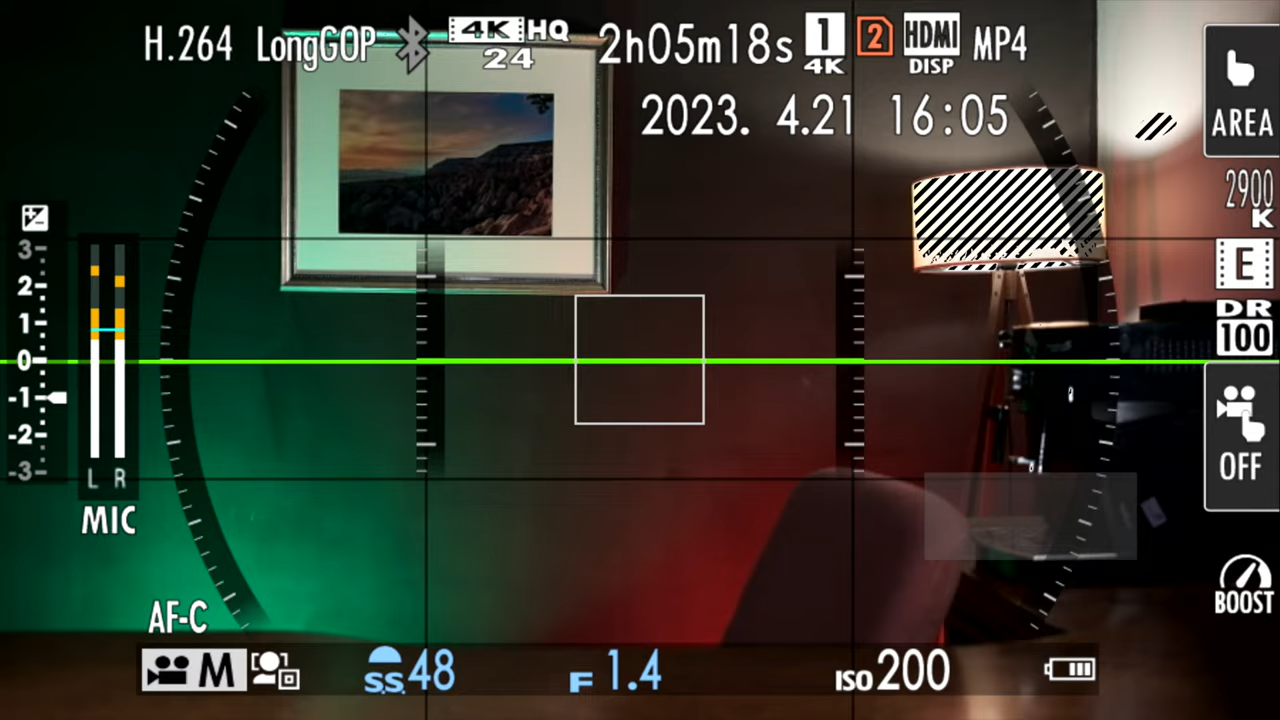 H.264 LongGOP 4K HQ 24 2h05m18s 1 4K 2 HDMI DISP MP4
2023. 4.21 16:05
AREA
2900 K
E
DR 100
OFF
BOOST
3
2
1
0
-1
-2
-3
L R
MIC
AF-C
M S.S. 48 F 1.4 ISO 200